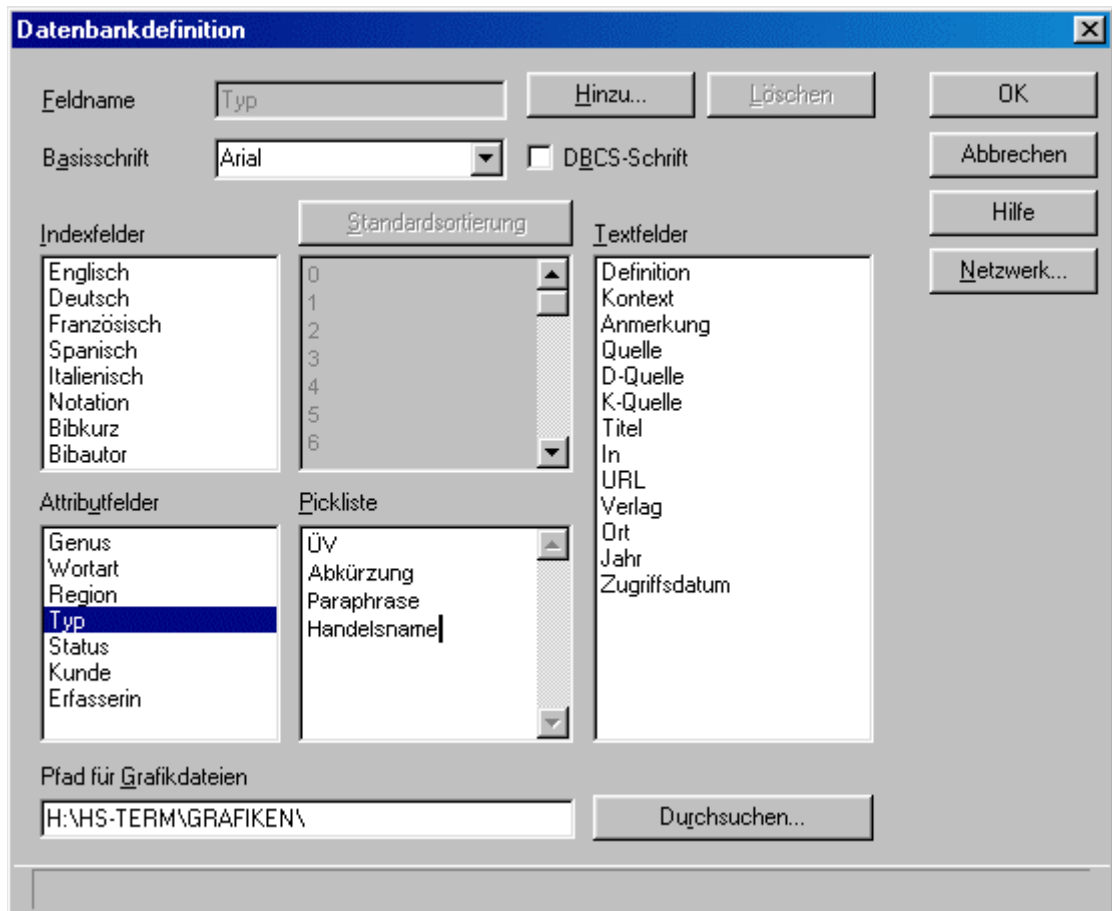 Datenbankdefinition
Feldname
Typ
Hinzu...
Löschen
OK
Basisschrift
Arial
DBCS-Schrift
Abbrechen
Hilfe
Netzwerk...
Indexfelder
Standardsortierung
Textfelder
Englisch
Deutsch
Französisch
Spanisch
Italienisch
Notation
Bibkurz
Bibautor
0
1
2
3
4
5
6
Definition
Kontext
Anmerkung
Quelle
D-Quelle
K-Quelle
Titel
In
URL
Verlag
Ort
Jahr
Zugriffsdatum
Attributfelder
Genus
Wortart
Region
Typ
Status
Kunde
Erfasserin
Pickliste
ÜV
Abkürzung
Paraphrase
Handelsname
Pfad für Grafikdateien
H:\HS-TERM\GRAFIKEN\
Durchsuchen...